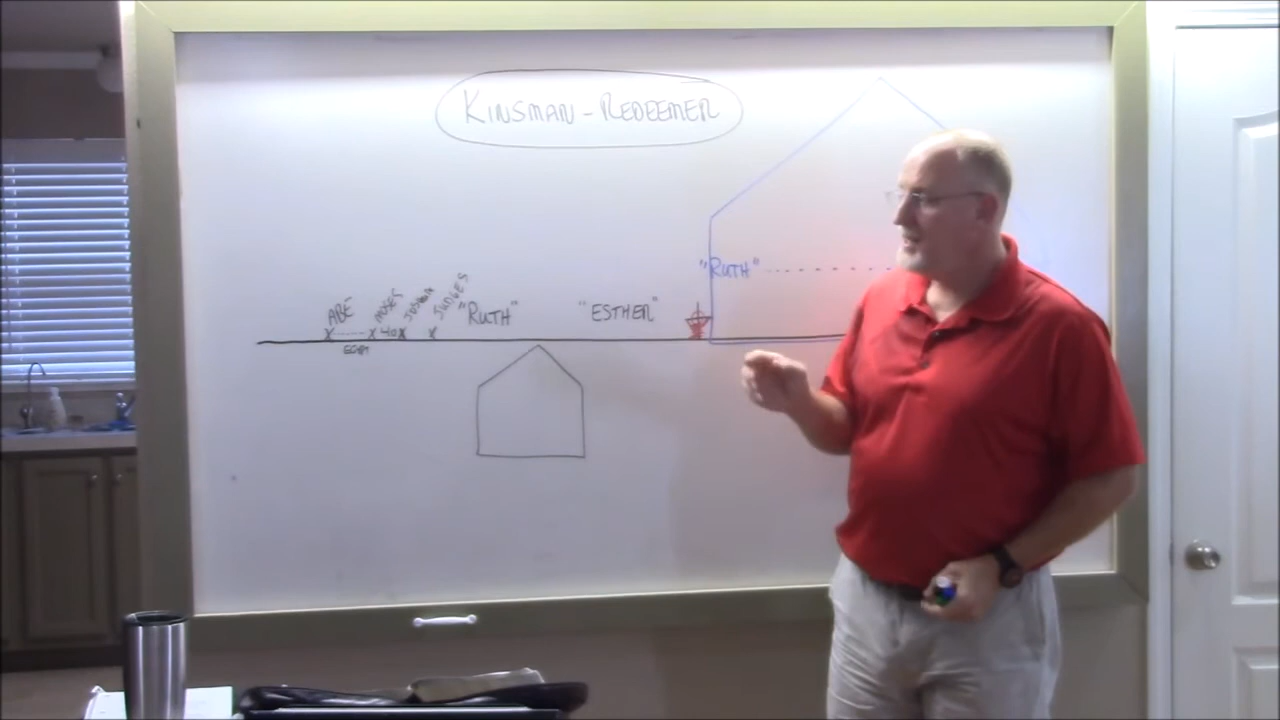 KINSMAN-REDEEMER
"RUTH"
ABE MOSES 40 JOSHUA JUDGES "RUTH" "ESTHER"
EGYPT